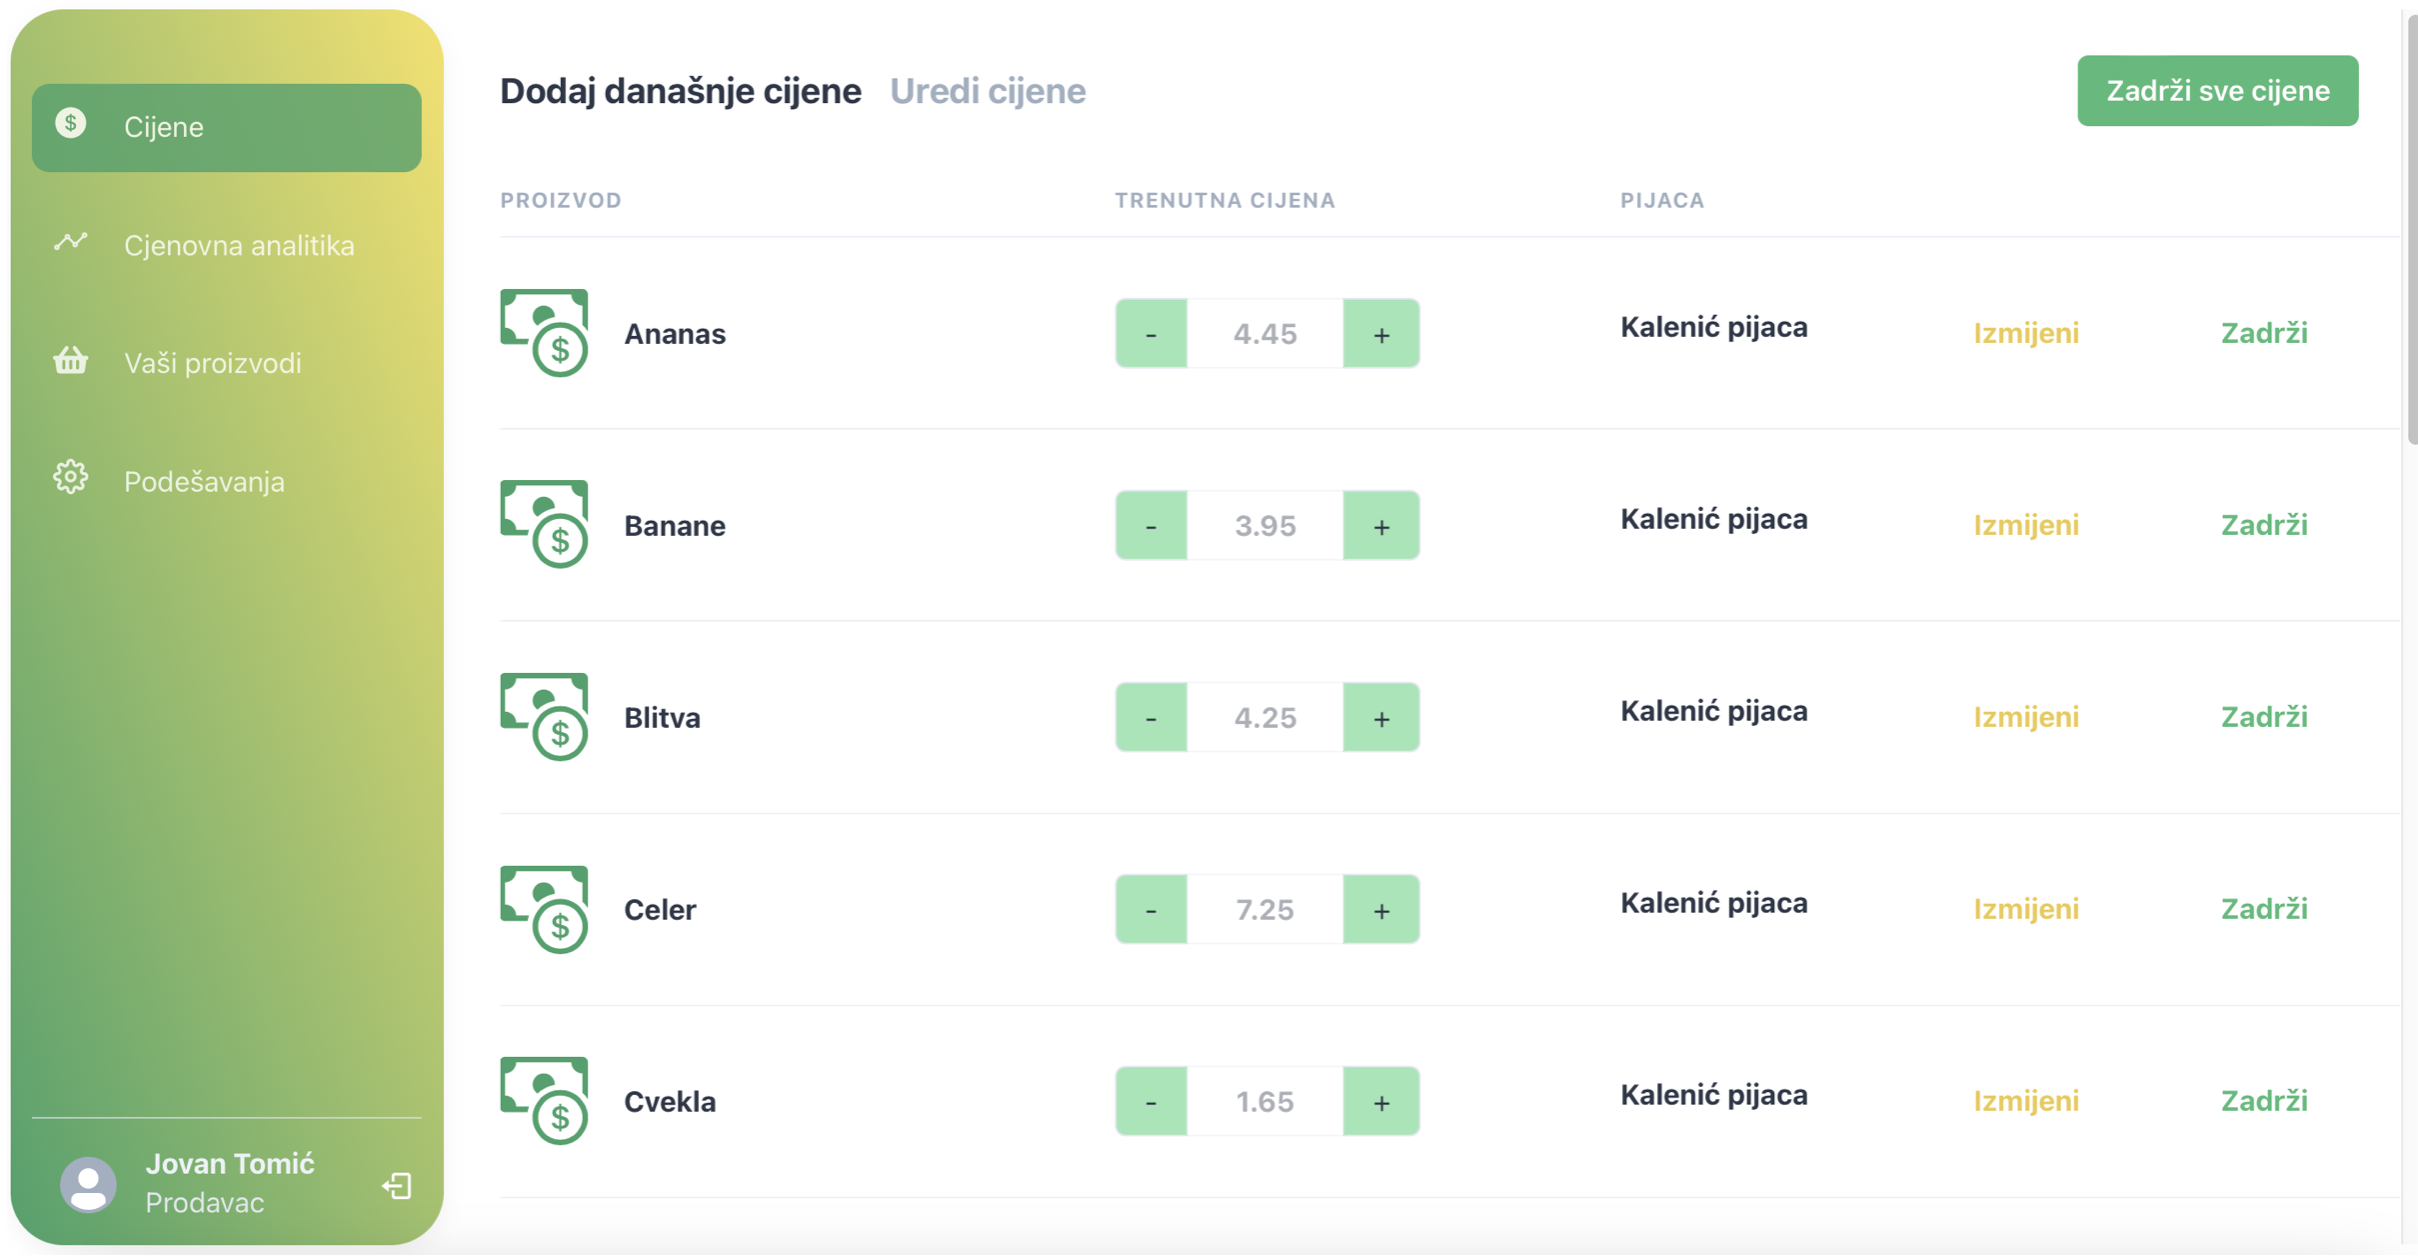 Cijene
Cjenovna analitika
Vaši proizvodi
Podešavanja
Jovan Tomić
Prodavac
Dodaj današnje cijene Uredi cijene
Zadrži sve cijene
PROIZVOD TRENUTNA CIJENA PIJACA
Ananas - 4.45 + Kalenić pijaca Izmijeni Zadrži
Banane - 3.95 + Kalenić pijaca Izmijeni Zadrži
Blitva - 4.25 + Kalenić pijaca Izmijeni Zadrži
Celer - 7.25 + Kalenić pijaca Izmijeni Zadrži
Cvekla - 1.65 + Kalenić pijaca Izmijeni Zadrži